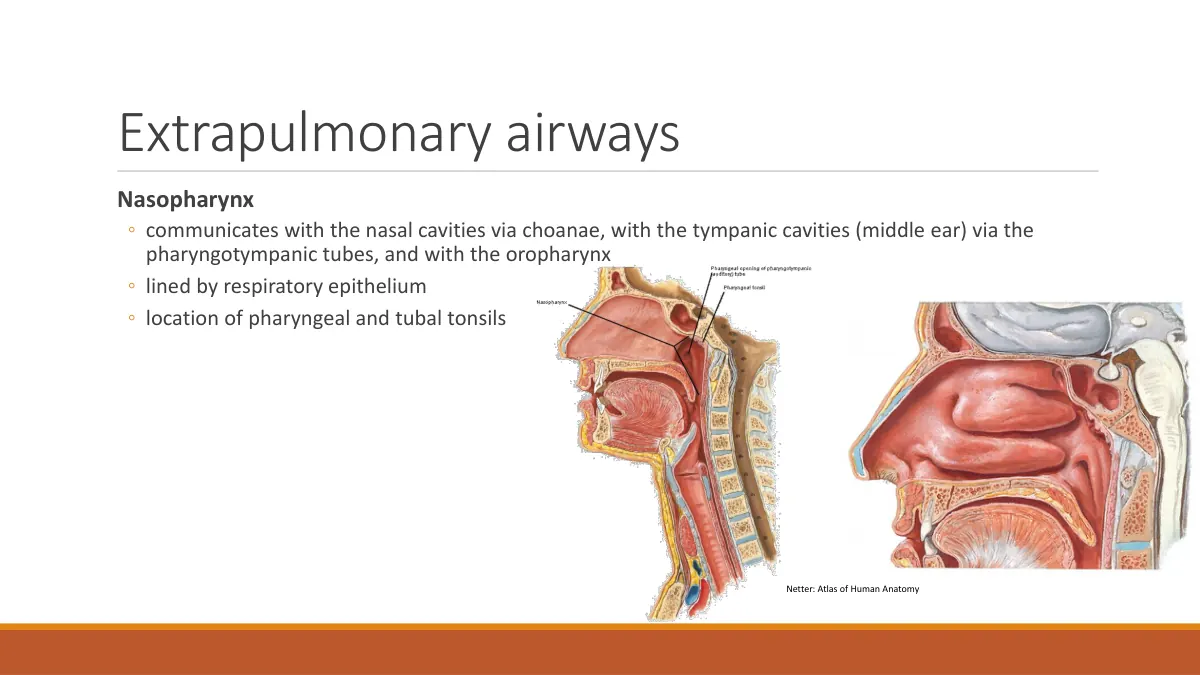 Extrapulmonary airways
Nasopharynx
◦ communicates with the nasal cavities via choanae, with the tympanic cavities (middle ear) via the
pharyngotympanic tubes, and with the oropharynx
◦ lined by respiratory epithelium
◦ location of pharyngeal and tubal tonsils
Pharyngeal opening of pharyngotympanic
(auditory) tube
Pharyngeal tonsil
Nasopharynx
Netter: Atlas of Human Anatomy